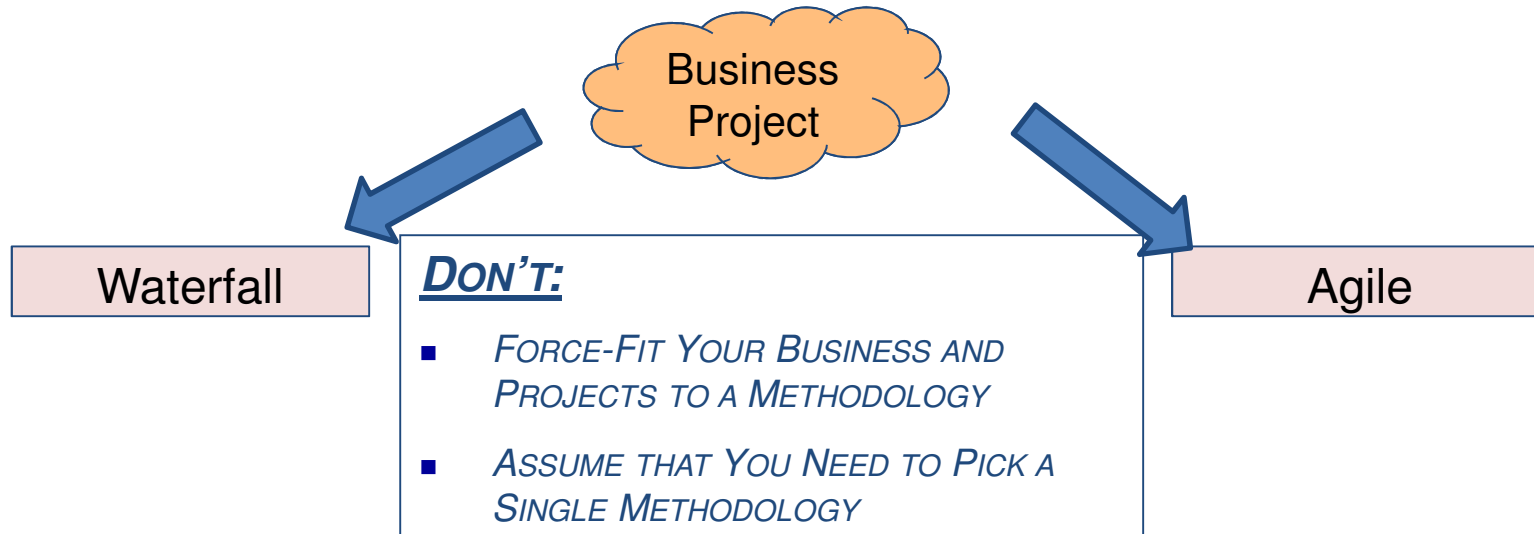 Business
Project
Waterfall
Agile
DON'T:
▪ FORCE-FIT YOUR BUSINESS AND
PROJECTS TO A METHODOLOGY
▪ ASSUME THAT YOU NEED TO PICK A
SINGLE METHODOLOGY